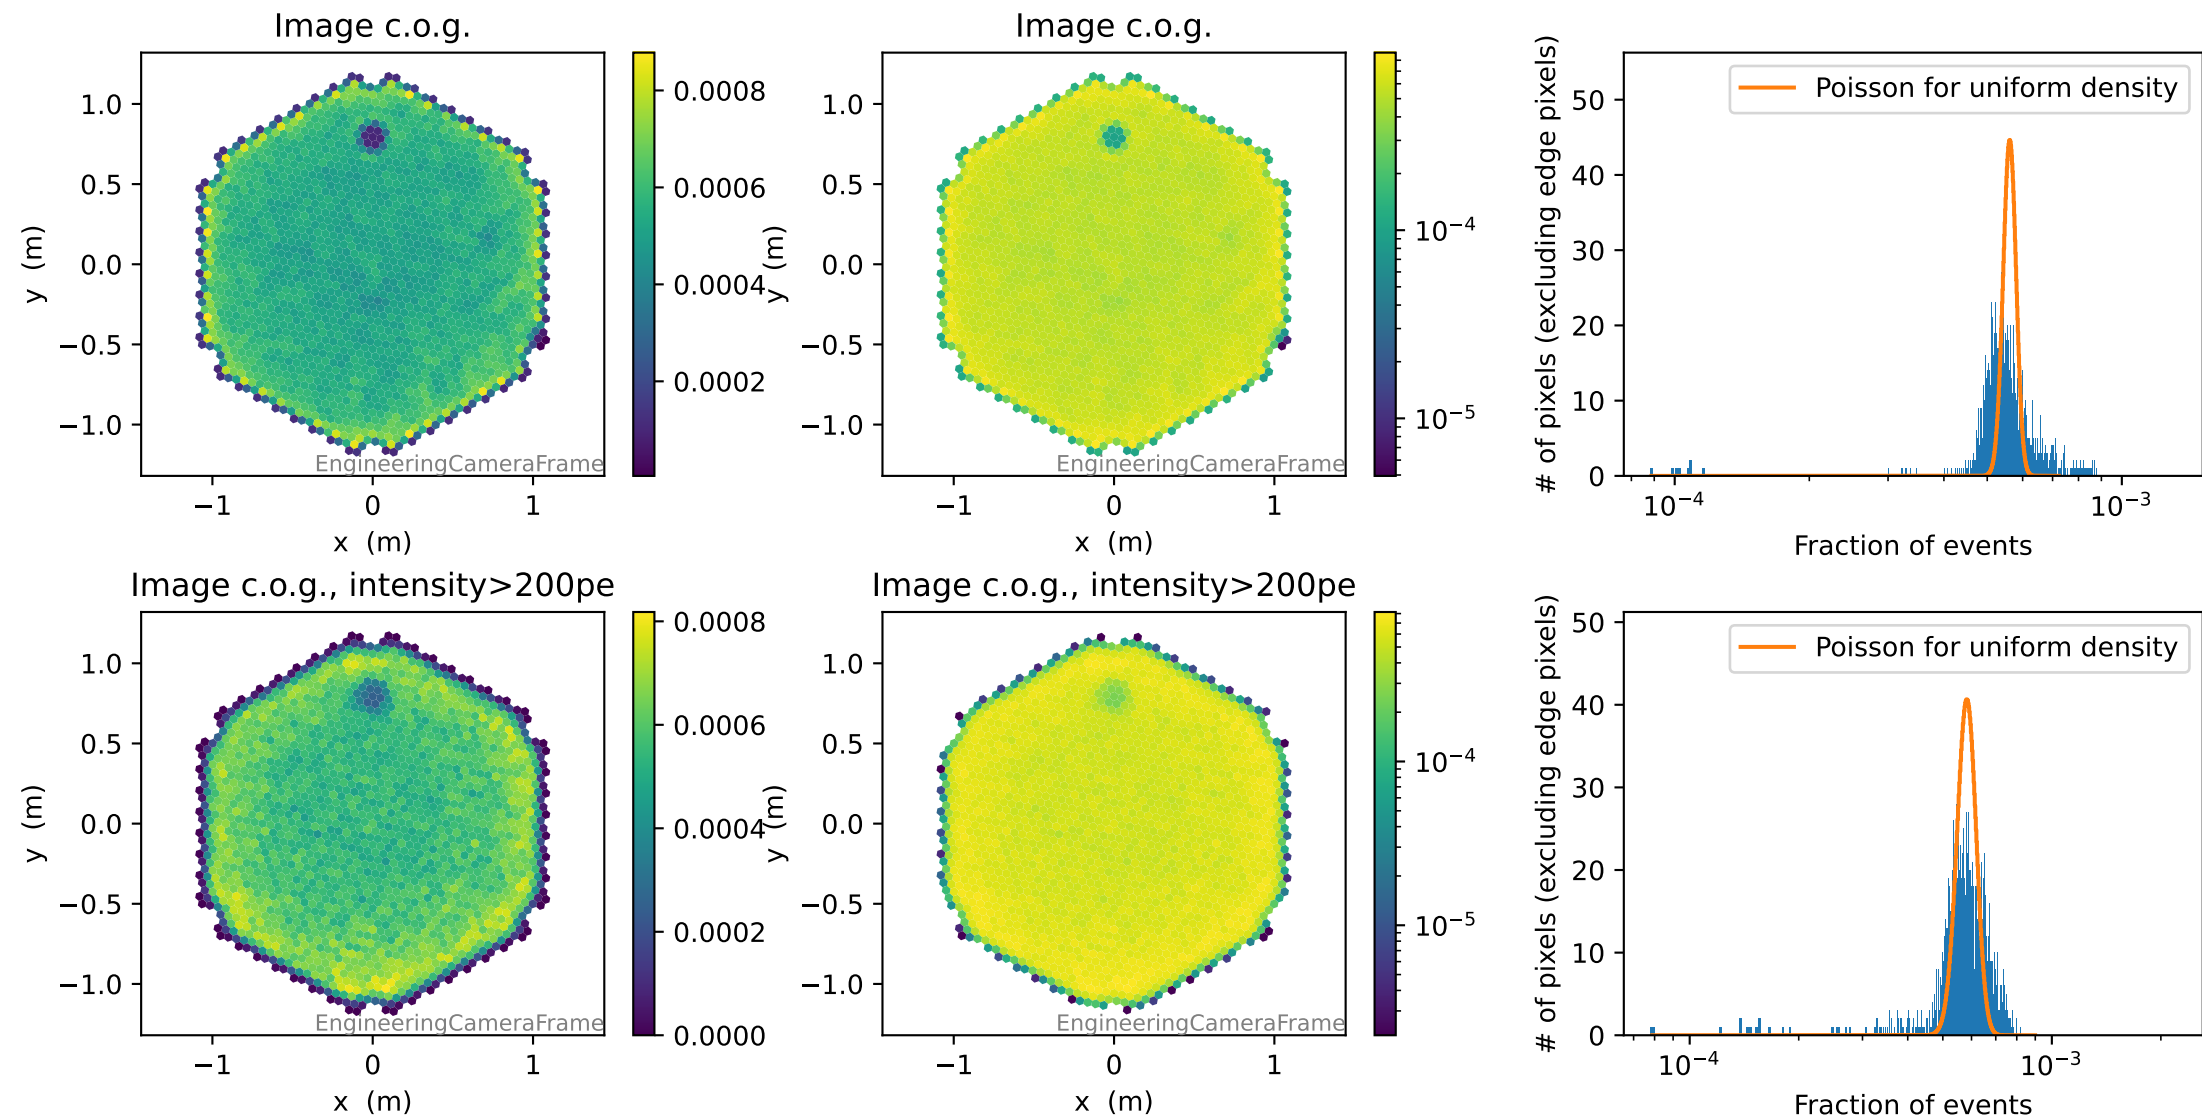 Image c.o.g.
1.0
0.5
0.0
−0.5
−1.0
y (m)
−1
0
1
x (m)
EngineeringCameraFrame
0.0008
0.0006
0.0004
0.0002
Image c.o.g.
1.0
0.5
0.0
−0.5
−1.0
y (m)
−1
0
1
x (m)
EngineeringCameraFrame
10⁻⁴
10⁻⁵
# of pixels (excluding edge pixels)
50
40
30
20
10
0
Poisson for uniform density
10⁻⁴
10⁻³
Fraction of events
Image c.o.g., intensity>200pe
1.0
0.5
0.0
−0.5
−1.0
y (m)
−1
0
1
x (m)
EngineeringCameraFrame
0.0008
0.0006
0.0004
0.0002
0.0000
Image c.o.g., intensity>200pe
1.0
0.5
0.0
−0.5
−1.0
y (m)
−1
0
1
x (m)
EngineeringCameraFrame
10⁻⁴
10⁻⁵
# of pixels (excluding edge pixels)
50
40
30
20
10
0
Poisson for uniform density
10⁻⁴
10⁻³
Fraction of events